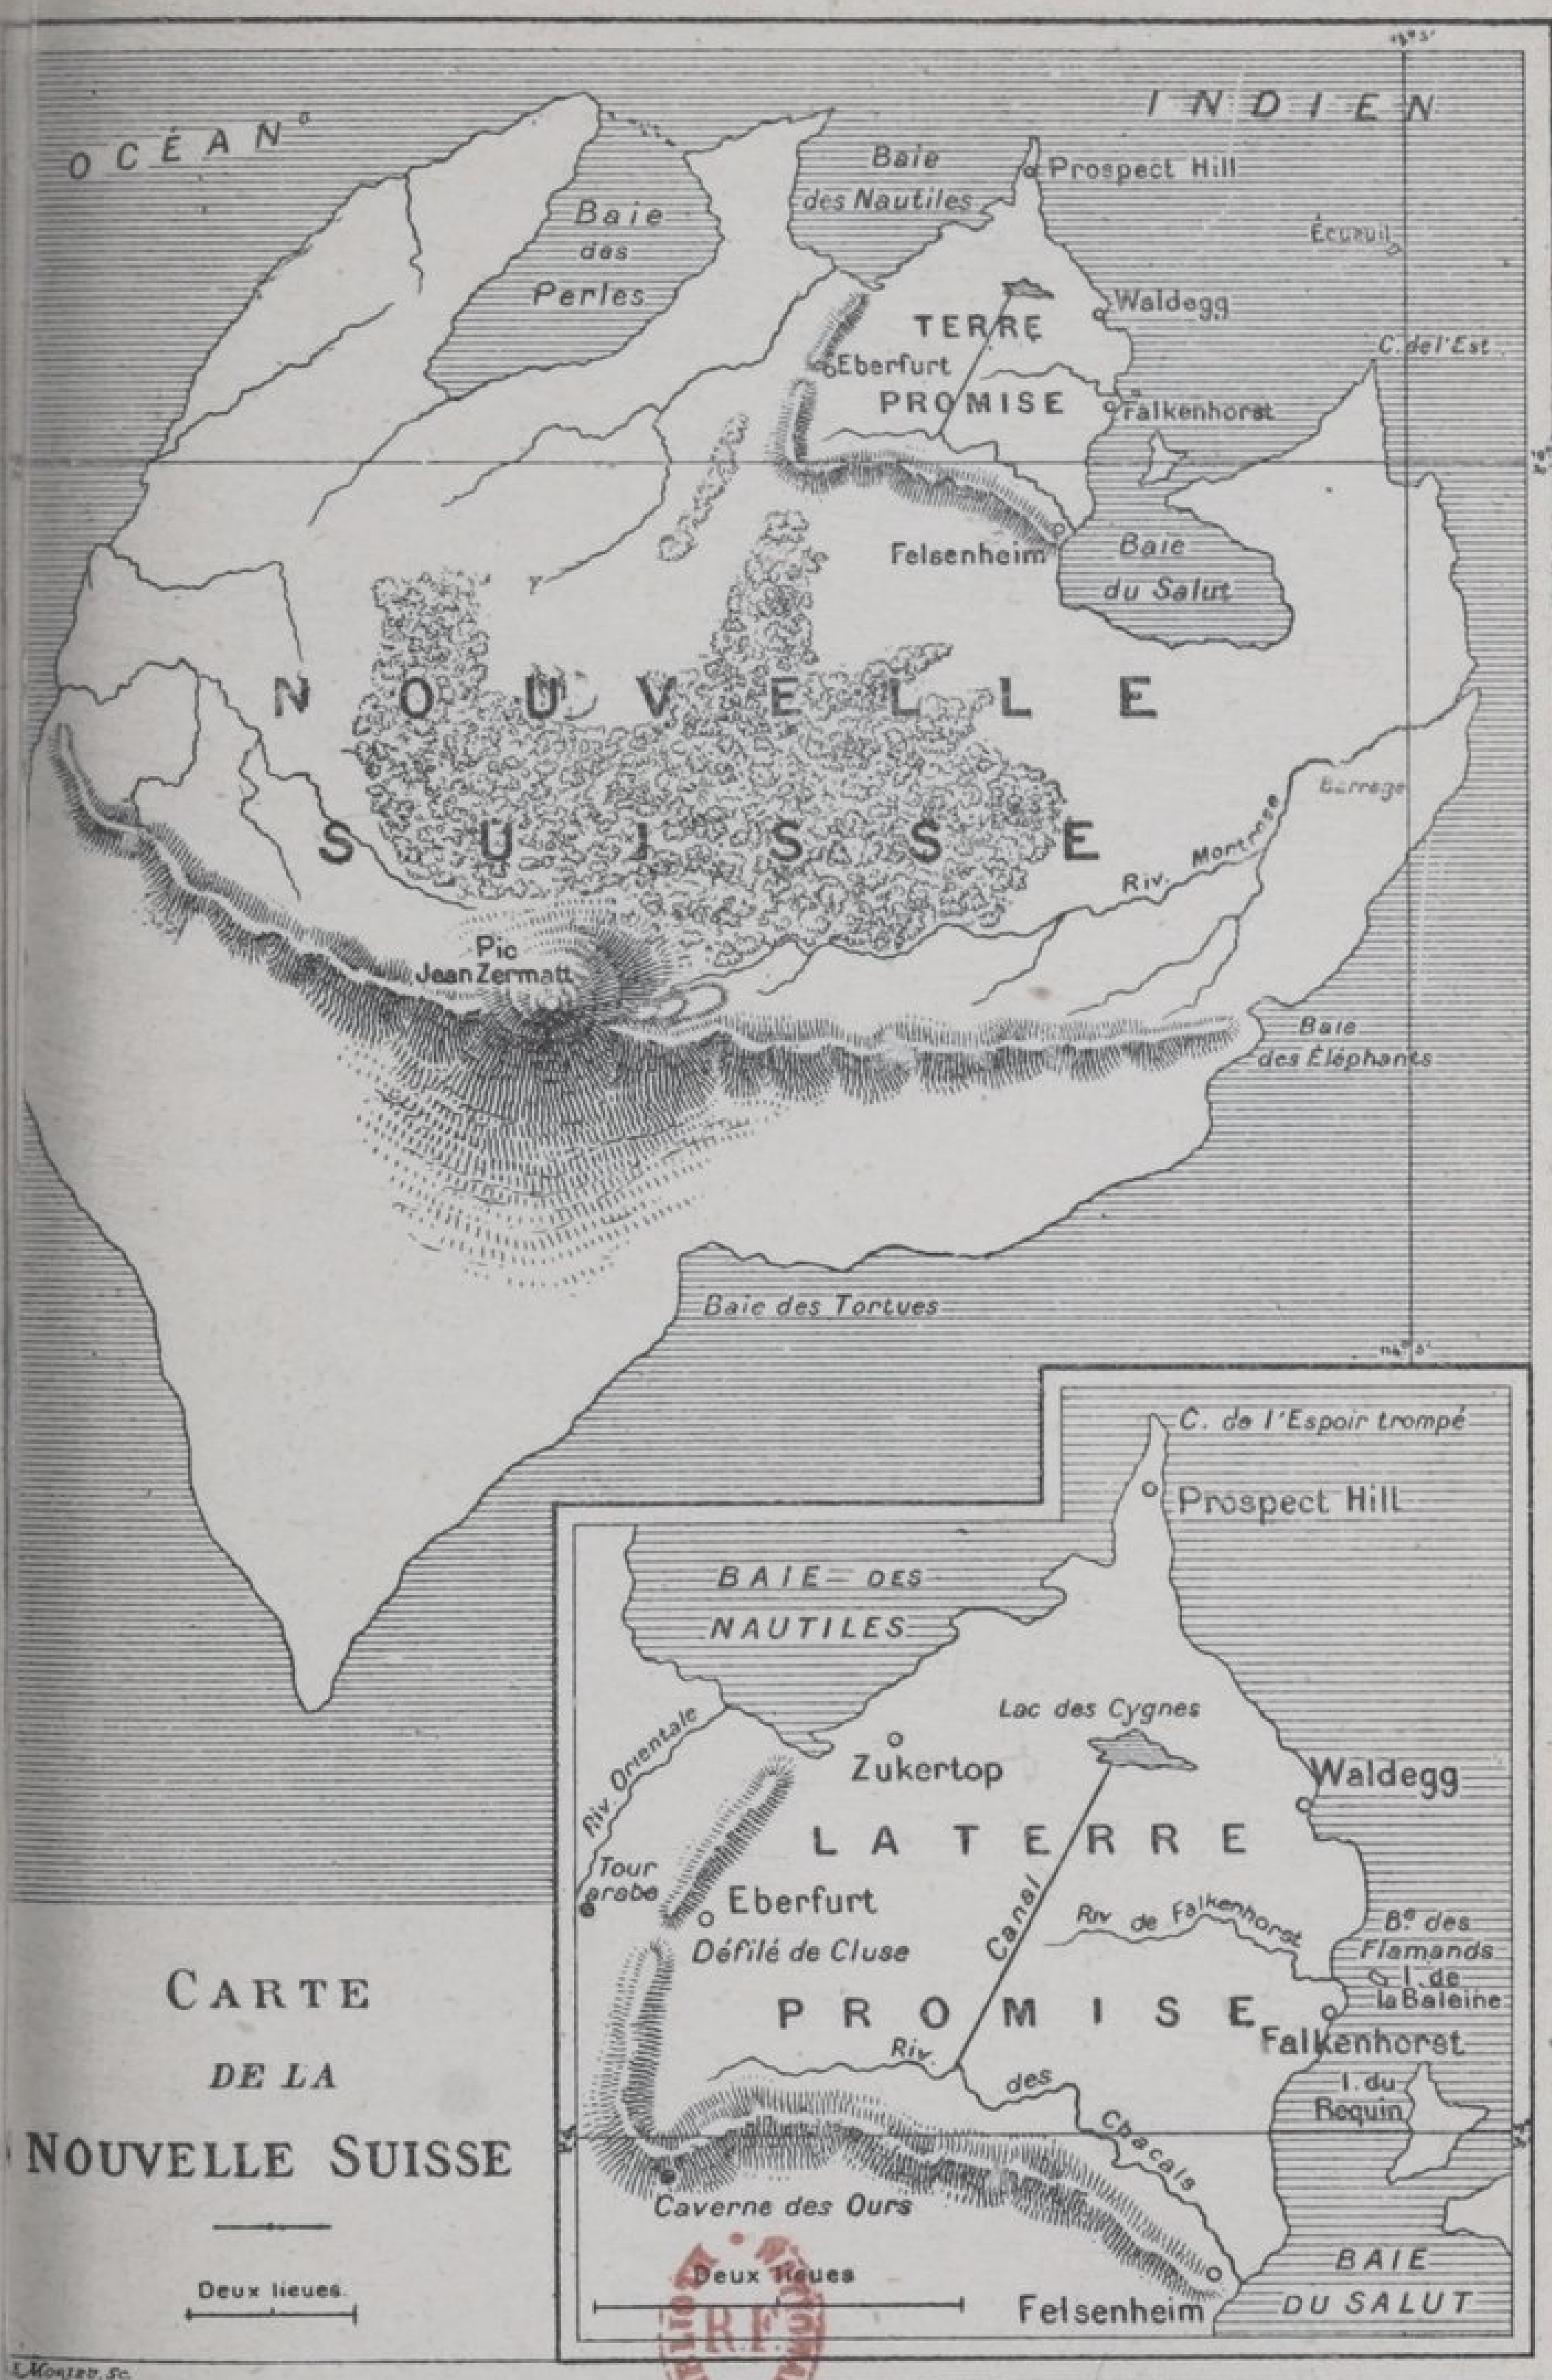 OCÉAN
INDIEN
Baie
des Nautiles
Prospect Hill
Baie
des
Perles
Écueuil
Waldegg
TERRE
C. de l'Est
Eberfurt
PROMISE
Falkenhorst
Felsenheim
Baie
du Salut
NOUVELLE
Barrage
SUISSE
Riv. Montrose
Pic
Jean Zermatt
Baie
des Éléphants
Baie des Tortues
C. de l'Espoir trompé
Prospect Hill
BAIE DES
NAUTILES
Lac des Cygnes
Riv. Orientale
Zukertop
Waldegg
LA TERRE
Tour
arabe
Eberfurt
Canal
Riv de Falkenhorst
Bᵉ des
Flamands
Défilé de Cluse
I. de
la Baleine
PROMISE
Falkenhorst
Riv. des Chacals
I. du
Requin
Caverne des Ours
Deux lieues
Felsenheim
BAIE
DU SALUT
CARTE
DE LA
NOUVELLE SUISSE
Deux lieues.
R.F.